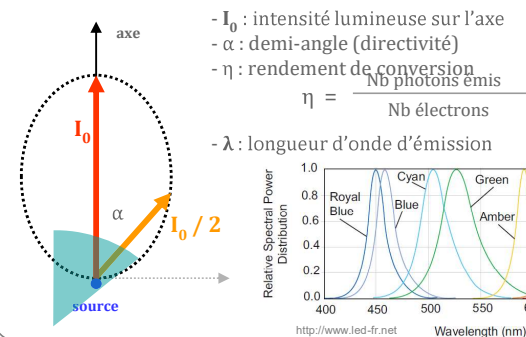 axe
I0
α
I0 / 2
source
- I0 : intensité lumineuse sur l'axe
- α : demi-angle (directivité)
- η : rendement de conversion
η = Nb photons émis
Nb électrons
- λ : longueur d'onde d'émission
Relative Spectral Power
Distribution
1.0
0.8
0.6
0.4
0.2
0.0
Royal
Blue
Blue
Cyan
Green
Amber
400
450
500
550
http://www.led-fr.net
Wavelength (nm)